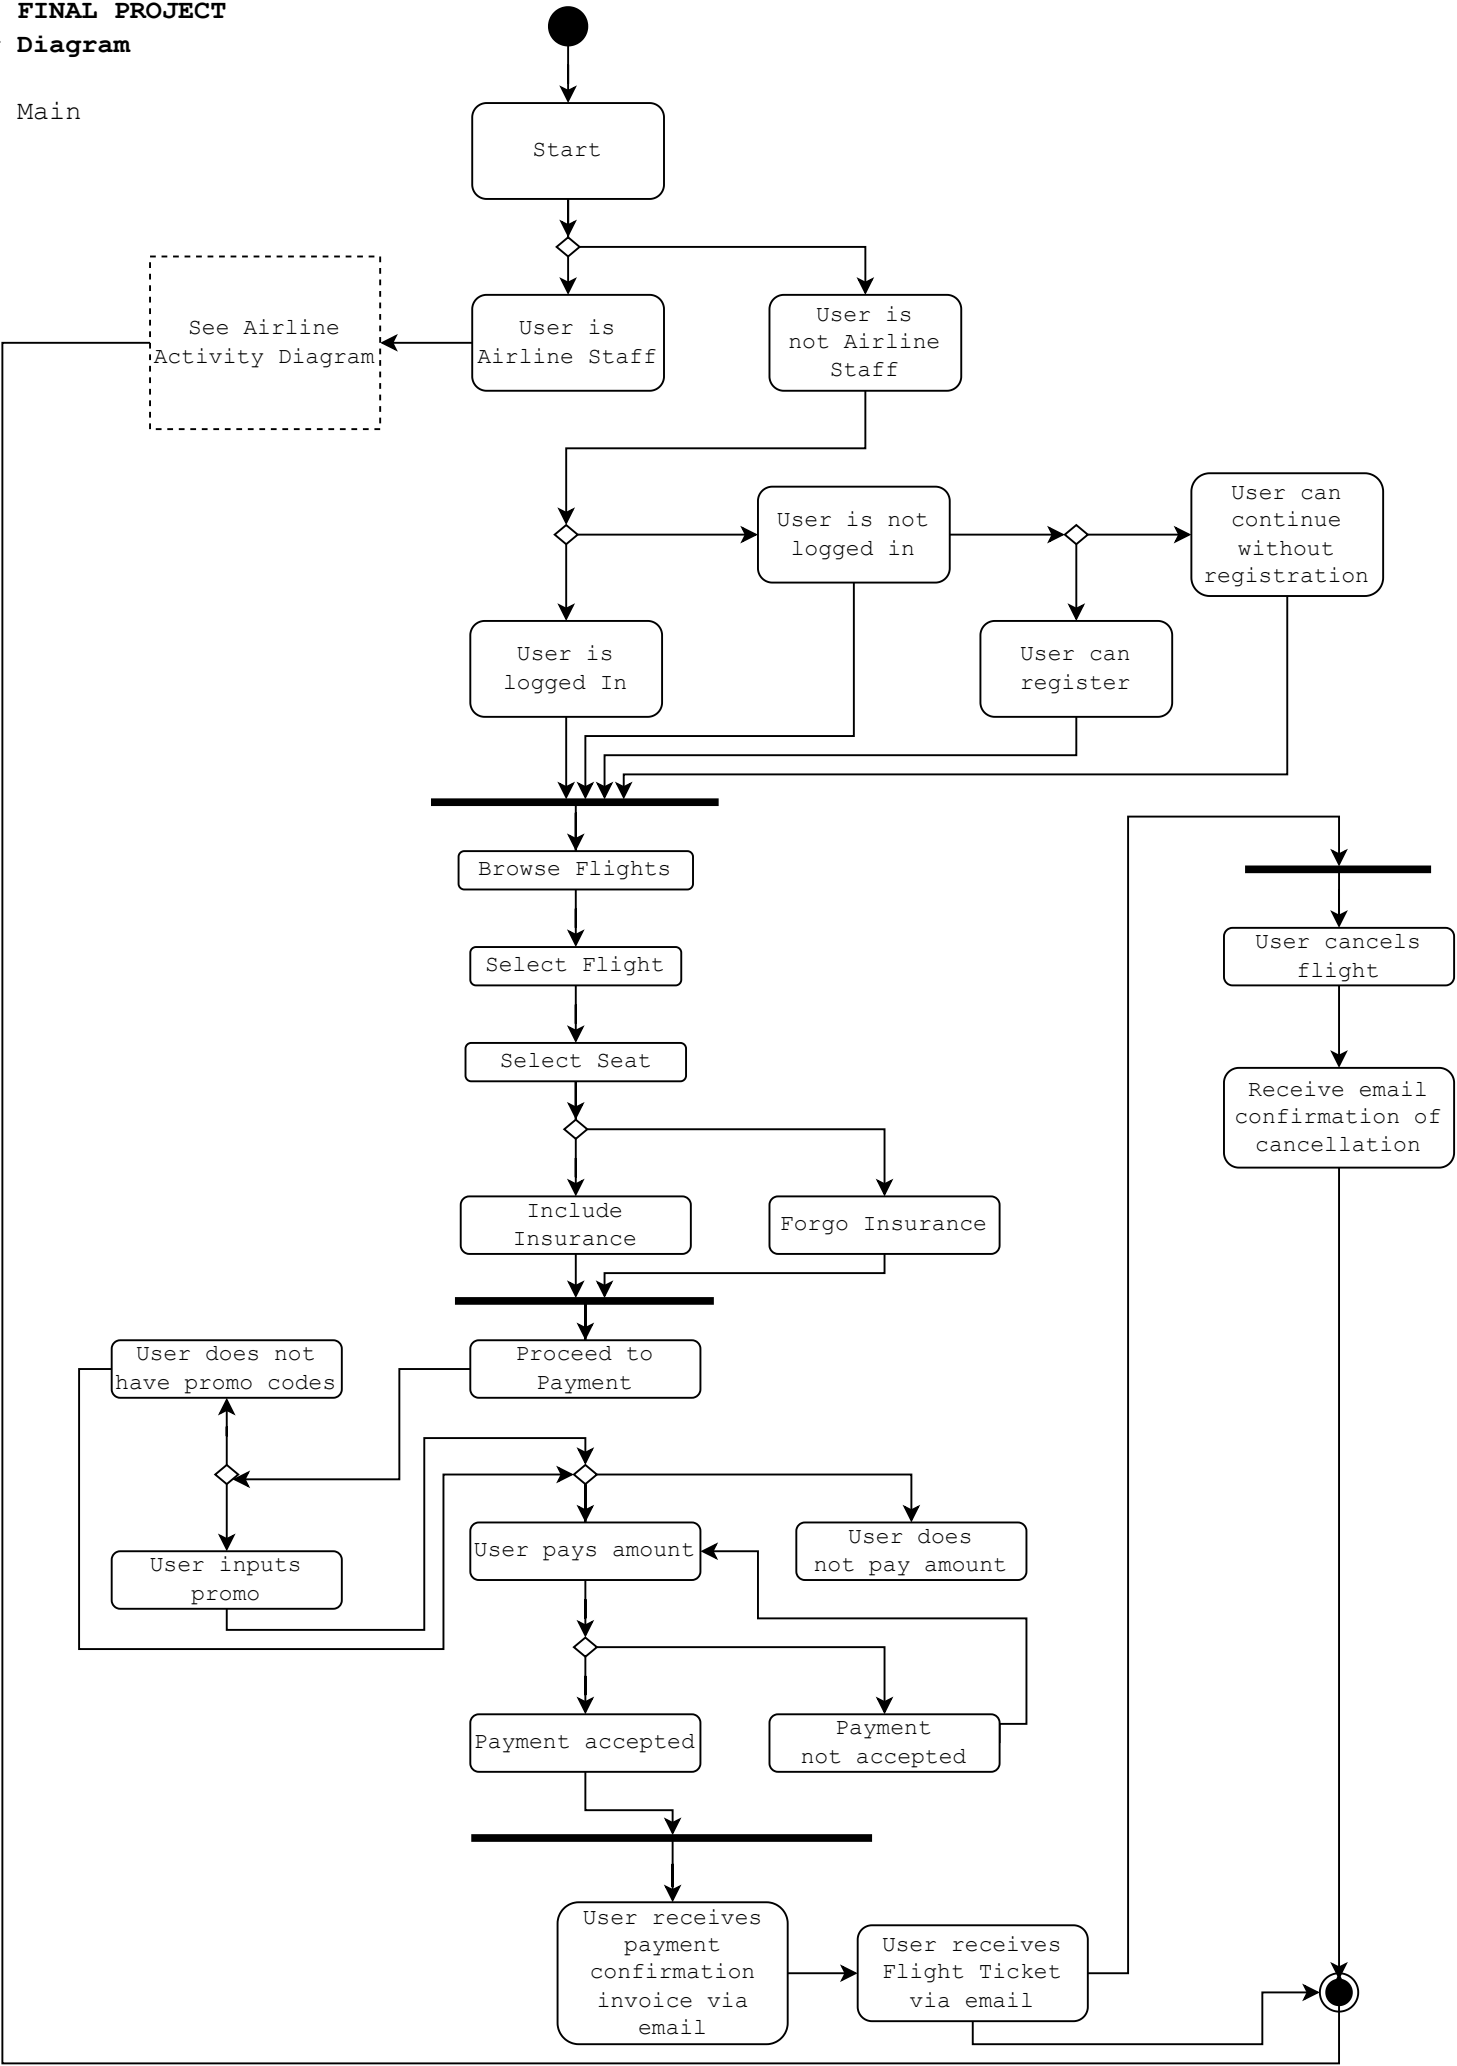 FINAL PROJECT
Diagram
Main
Start
See Airline
Activity Diagram
User is
Airline Staff
User is
not Airline
Staff
User is not
logged in
User can
continue
without
registration
User is
logged In
User can
register
Browse Flights
Select Flight
Select Seat
User cancels
flight
Receive email
confirmation of
cancellation
Include
Insurance
Forgo Insurance
User does not
have promo codes
Proceed to
Payment
User inputs
promo
User pays amount
User does
not pay amount
Payment accepted
Payment
not accepted
User receives
payment
confirmation
invoice via
email
User receives
Flight Ticket
via email